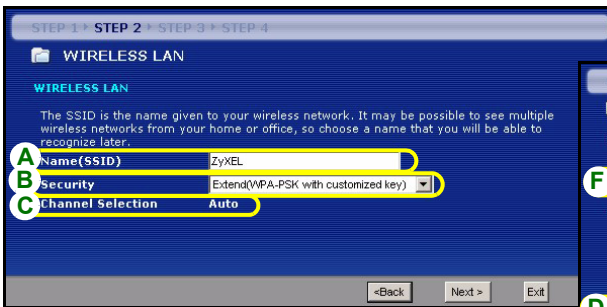 STEP 1 ▸ STEP 2 ▸ STEP 3 ▸ STEP 4
WIRELESS LAN
WIRELESS LAN
The SSID is the name given to your wireless network. It may be possible to see multiple
wireless networks from your home or office, so choose a name that you will be able to
recognize later.
A Name(SSID) ZyXEL
B Security Extend(WPA-PSK with customized key)
C Channel Selection Auto
F
<Back Next > Exit
D